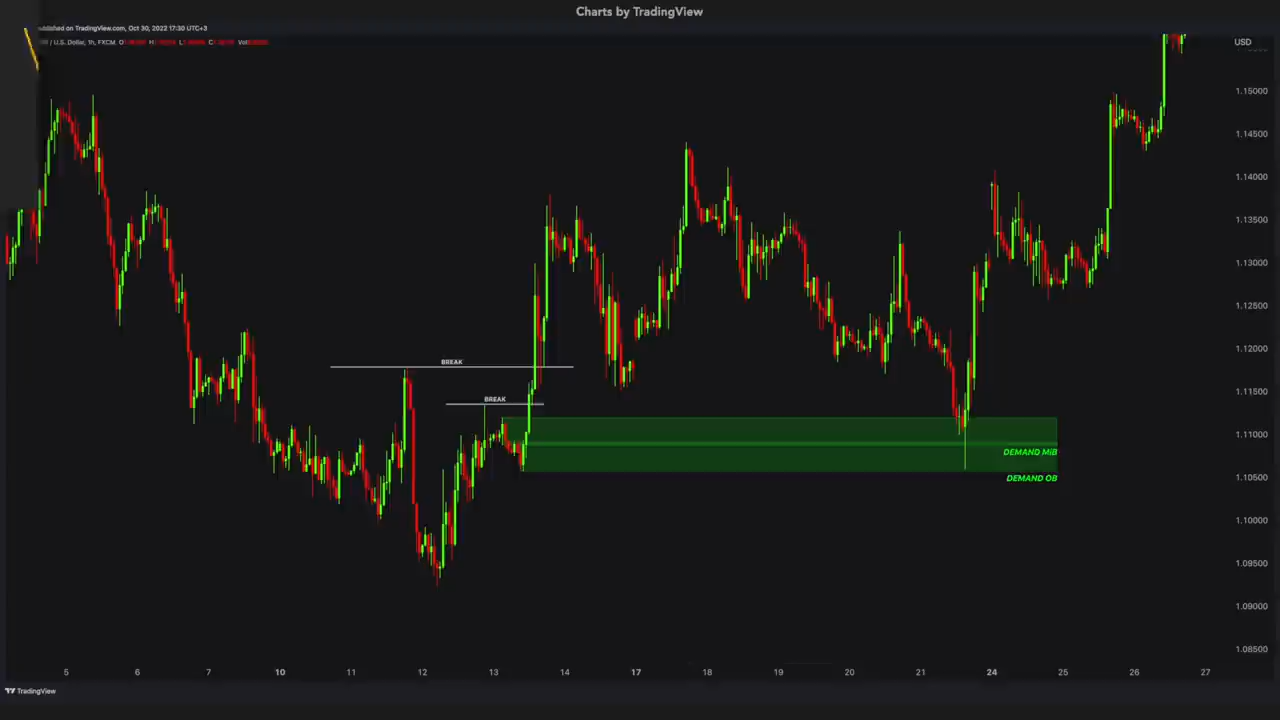 Charts by TradingView
ublished on TradingView.com, Oct 30, 2022 17:30 UTC+3
/ U.S. Dollar, 1h, FXCM, O H L C Vol
USD
1.15000
1.14500
1.14000
1.13500
1.13000
1.12500
1.12000
1.11500
1.11000
1.10500
1.10000
1.09500
1.09000
1.08500
BREAK
BREAK
DEMAND MiB
DEMAND OB
5 6 7 10 11 12 13 14 17 18 19 20 21 24 25 26 27
TradingView